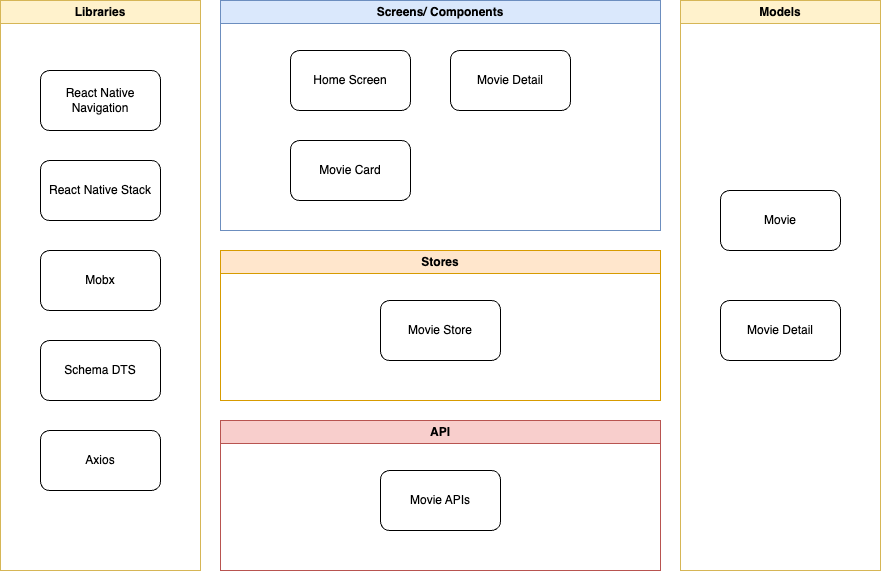 Libraries
React Native
Navigation
React Native Stack
Mobx
Schema DTS
Axios
Screens/ Components
Home Screen
Movie Detail
Movie Card
Stores
Movie Store
API
Movie APIs
Models
Movie
Movie Detail